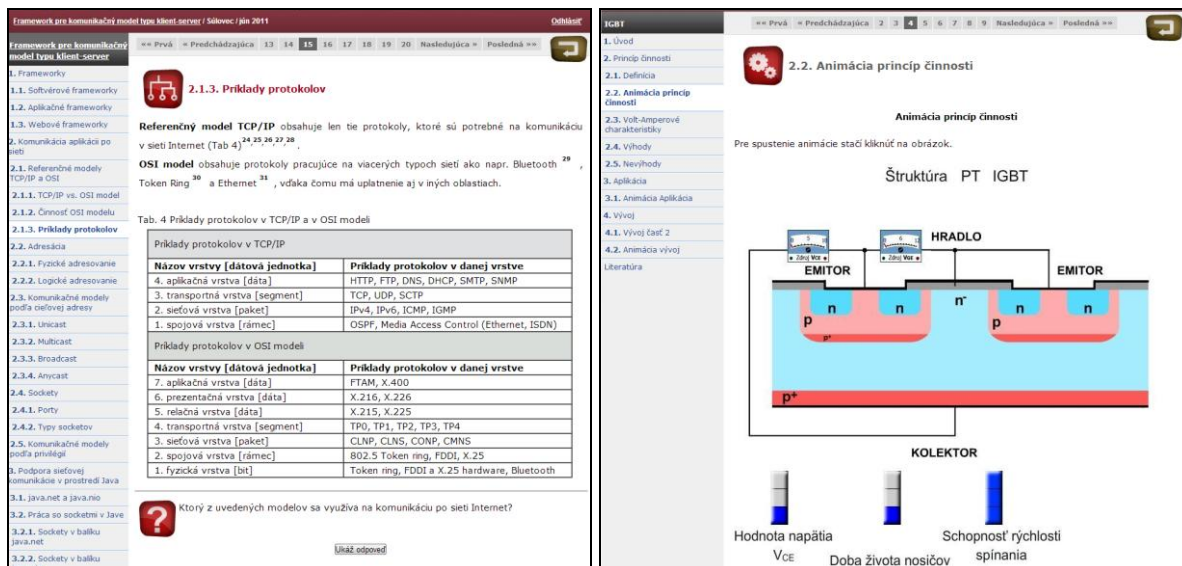 Framework pre komunikačný model typu klient-server / Súlovec / jún 2011
Odhlásiť
Framework pre komunikačný
model typu klient-server
1. Frameworky
1.1. Softvérové frameworky
1.2. Aplikačné frameworky
1.3. Webové frameworky
2. Komunikácia aplikácií po
sieti
2.1. Referenčné modely
TCP/IP a OSI
2.1.1. TCP/IP vs. OSI model
2.1.2. Činnosť OSI modelu
2.1.3. Príklady protokolov
2.2. Adresácia
2.2.1. Fyzické adresovanie
2.2.2. Logické adresovanie
2.3. Komunikačné modely
podľa cieľovej adresy
2.3.1. Unicast
2.3.2. Multicast
2.3.3. Broadcast
2.3.4. Anycast
2.4. Sockety
2.4.1. Porty
2.4.2. Typy socketov
2.5. Komunikačné modely
podľa privilégií
3. Podpora sieťovej
komunikácie v prostredí Java
3.1. java.net a java.nio
3.2. Práca so socketmi v Jave
3.2.1. Sockety v balíku
java.net
3.2.2. Sockety v balíku
«« Prvá « Predchádzajúca 13 14 15 16 17 18 19 20 Nasledujúca » Posledná »»
2.1.3. Príklady protokolov
Referenčný model TCP/IP obsahuje len tie protokoly, ktoré sú potrebné na komunikáciu
v sieti Internet (Tab 4) 24, 25, 26, 27, 28 .
OSI model obsahuje protokoly pracujúce na viacerých typoch sietí ako napr. Bluetooth 29 ,
Token Ring 30 a Ethernet 31 , vďaka čomu má uplatnenie aj v iných oblastiach.
Tab. 4 Príklady protokolov v TCP/IP a v OSI modeli
Príklady protokolov v TCP/IP
Názov vrstvy [dátová jednotka] Príklady protokolov v danej vrstve
4. aplikačná vrstva [dáta] HTTP, FTP, DNS, DHCP, SMTP, SNMP
3. transportná vrstva [segment] TCP, UDP, SCTP
2. sieťová vrstva [paket] IPv4, IPv6, ICMP, IGMP
1. spojová vrstva [rámec] OSPF, Media Access Control (Ethernet, ISDN)
Príklady protokolov v OSI modeli
Názov vrstvy [dátová jednotka] Príklady protokolov v danej vrstve
7. aplikačná vrstva [dáta] FTAM, X.400
6. prezentačná vrstva [dáta] X.216, X.226
5. relačná vrstva [dáta] X.215, X.225
4. transportná vrstva [segment] TP0, TP1, TP2, TP3, TP4
3. sieťová vrstva [paket] CLNP, CLNS, CONP, CMNS
2. spojová vrstva [rámec] 802.5 Token ring, FDDI, X.25
1. fyzická vrstva [bit] Token ring, FDDI a X.25 hardware, Bluetooth
Ktorý z uvedených modelov sa využíva na komunikáciu po sieti Internet?
Ukáž odpoveď
IGBT
1. Úvod
2. Princíp činnosti
2.1. Definícia
2.2. Animácia princíp
činnosti
2.3. Volt-Amperové
charakteristiky
2.4. Výhody
2.5. Nevýhody
3. Aplikácia
3.1. Animácia Aplikácia
4. Vývoj
4.1. Vývoj časť 2
4.2. Animácia vývoj
Literatúra
«« Prvá « Predchádzajúca 2 3 4 5 6 7 8 9 Nasledujúca » Posledná »»
2.2. Animácia princíp činnosti
Animácia princíp činnosti
Pre spustenie animácie stačí kliknúť na obrázok.
Štruktúra PT IGBT
HRADLO
Zdroj Vce
EMITOR
EMITOR
n n n⁻ n n
p p
p⁺
p⁺
KOLEKTOR
Hodnota napätia
VCE
Doba života nosičov
Schopnosť rýchlosti
spínania